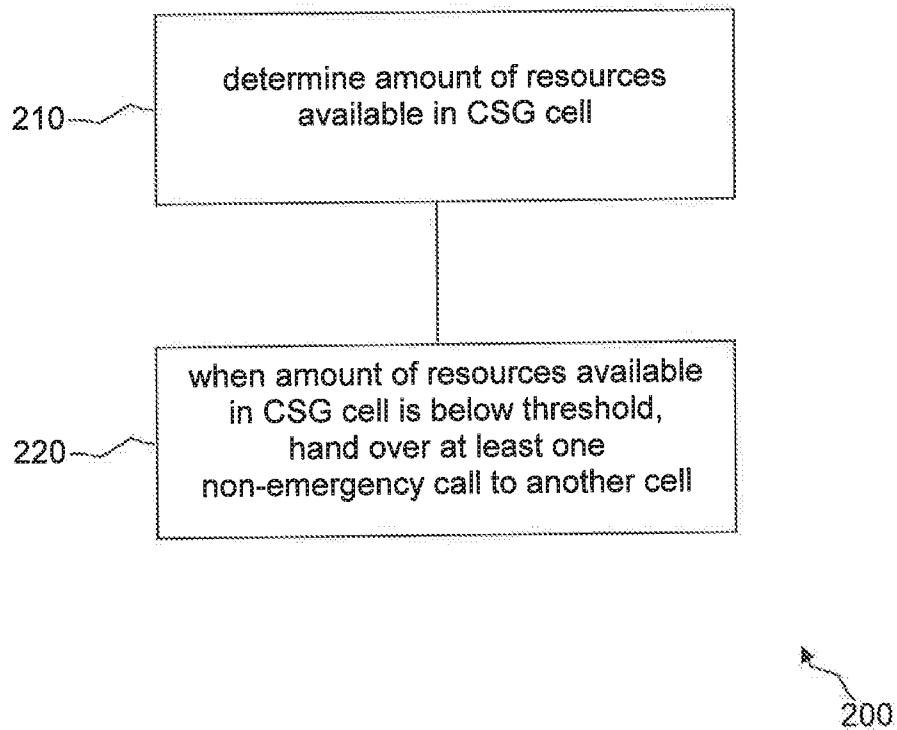 determine amount of resources
available in CSG cell
210
when amount of resources available
in CSG cell is below threshold,
hand over at least one
non-emergency call to another cell
220
200